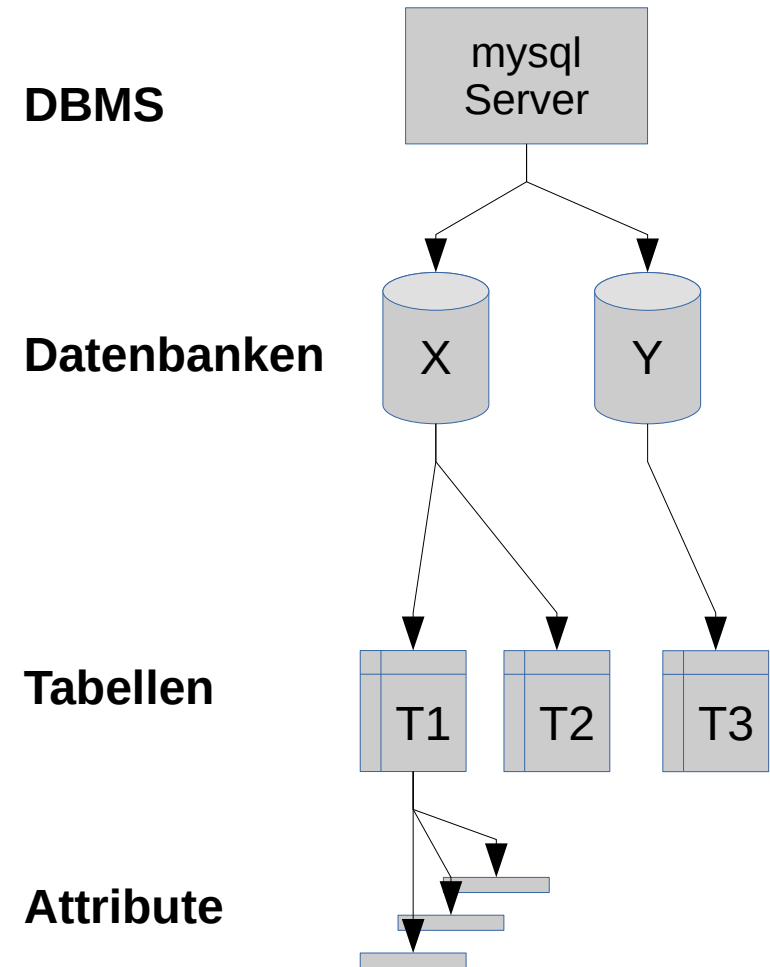 mysql
Server
DBMS
Datenbanken
X
Y
Tabellen
T1
T2
T3
Attribute